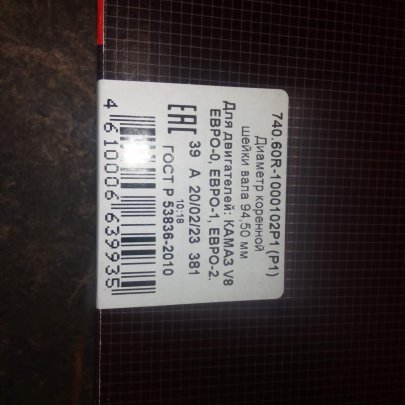 740.60R-1000102P1 (P1)
Диаметр коренной
шейки вала 94,50 мм
Для двигателей: КАМАЗ V8
ЕВРО-0, ЕВРО-1, ЕВРО-2.
39 А 20/02/23 381
10:18
ЕАС ГОСТ Р 53836-2010
4 610006 639935